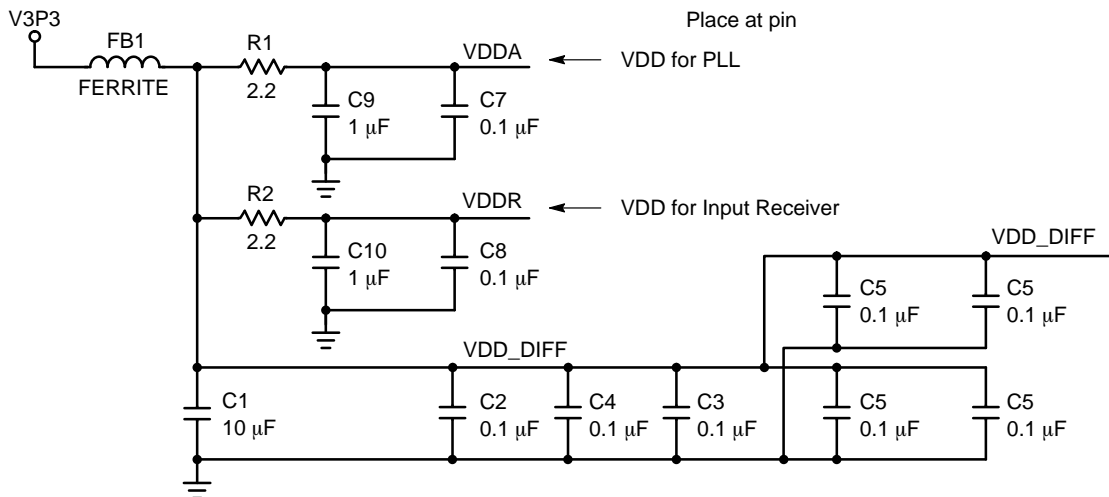 V3P3
FB1
FERRITE
R1
2.2
VDDA
Place at pin
VDD for PLL
C9
1 μF
C7
0.1 μF
R2
2.2
VDDR
VDD for Input Receiver
C10
1 μF
C8
0.1 μF
VDD_DIFF
C5
0.1 μF
C5
0.1 μF
VDD_DIFF
C1
10 μF
C2
0.1 μF
C4
0.1 μF
C3
0.1 μF
C5
0.1 μF
C5
0.1 μF